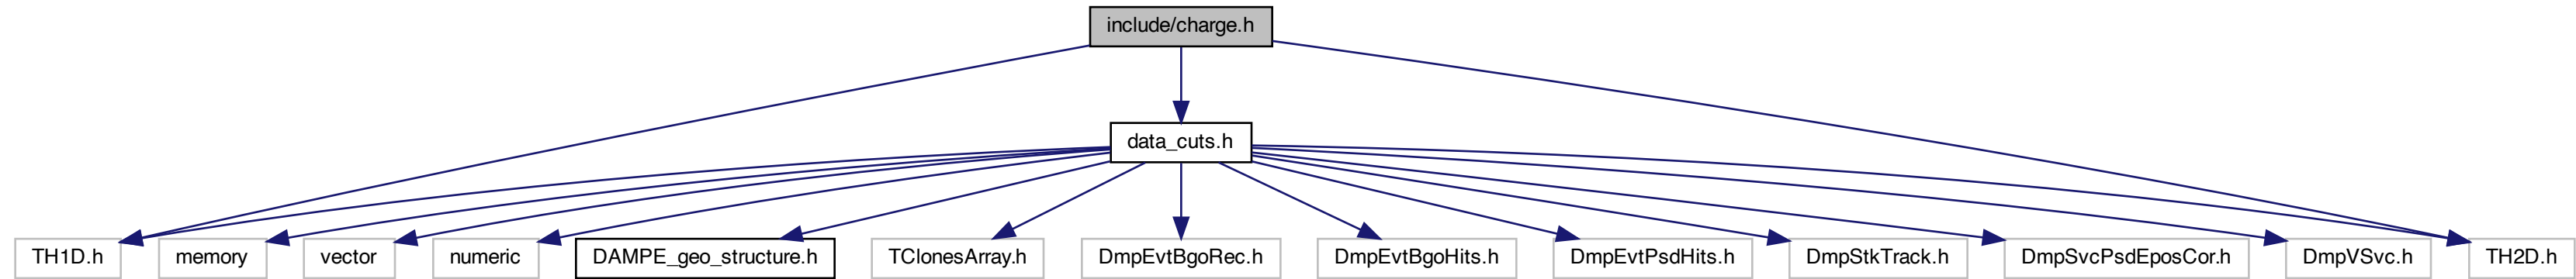 include/charge.h
data_cuts.h
TH1D.h
memory
vector
numeric
DAMPE_geo_structure.h
TClonesArray.h
DmpEvtBgoRec.h
DmpEvtBgoHits.h
DmpEvtPsdHits.h
DmpStkTrack.h
DmpSvcPsdEposCor.h
DmpVSvc.h
TH2D.h